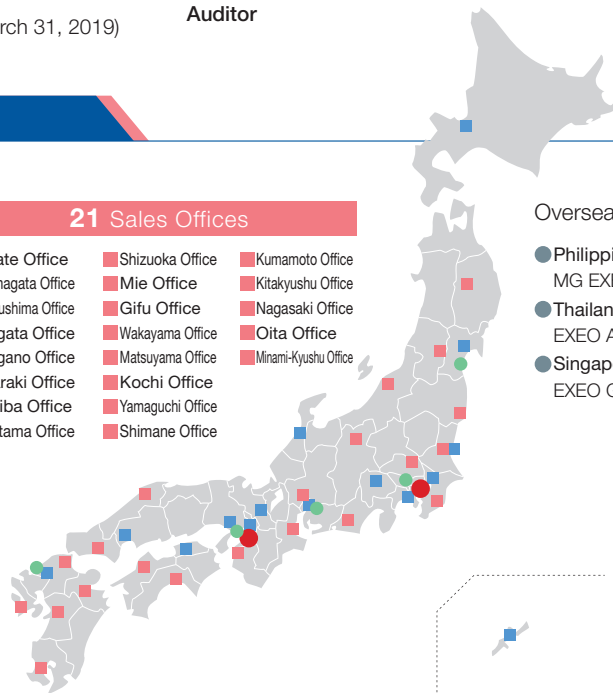 rch 31, 2019)
Auditor
21 Sales Offices
ate Office
nagata Office
ushima Office
gata Office
gano Office
araki Office
iba Office
tama Office
Shizuoka Office
Mie Office
Gifu Office
Wakayama Office
Matsuyama Office
Kochi Office
Yamaguchi Office
Shimane Office
Kumamoto Office
Kitakyushu Office
Nagasaki Office
Oita Office
Minami-Kyushu Office
Oversea
Philippi
MG EXE
Thailan
EXEO A
Singap
EXEO